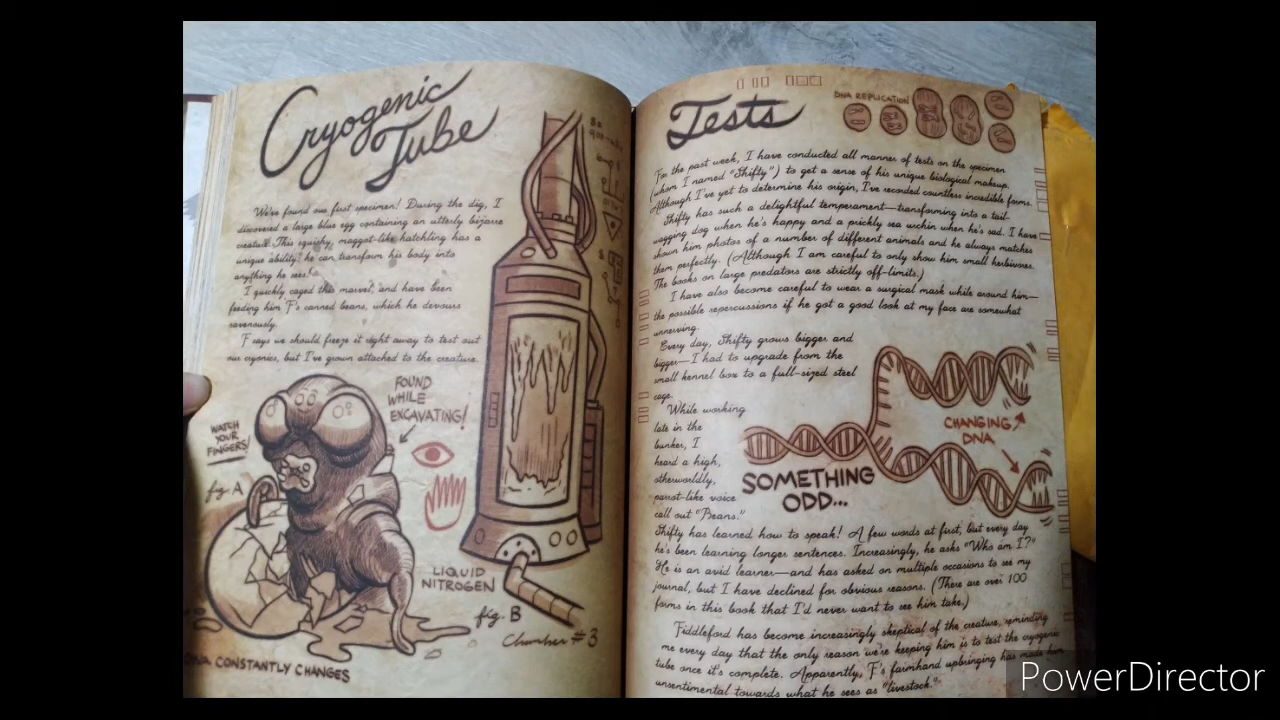 Cryogenic
Tube
We've found our first specimen! During the dig, I
discovered a large blue egg containing an utterly bizarre
creature. This squishy, maggot-like hatchling has a
unique ability: he can transform his body into
anything he sees!
I quickly caged this marvel, and have been
feeding him F's canned beans, which he devours
ravenously.
F says we should freeze it right away to test out
our cryonics, but I've grown attached to the creature.
FOUND
WHILE
EXCAVATING!
WATCH
YOUR
FINGERS!
fig. A
LIQUID
NITROGEN
fig. B
Chamber #3
DNA CONSTANTLY CHANGES
Tests
DNA REPLICATION
For the past week, I have conducted all manner of tests on the specimen
(whom I named "Shifty") to get a sense of his unique biological makeup.
Although I've yet to determine his origin, I've recorded countless incredible forms.
Shifty has such a delightful temperament—transforming into a tail-
wagging dog when he's happy and a prickly sea urchin when he's sad. I have
shown him photos of a number of different animals and he always matches
them perfectly. (Although I am careful to only show him small herbivores.
The books on large predators are strictly off-limits.)
I have also become careful to wear a surgical mask while around him—
the possible repercussions if he got a good look at my face are somewhat
unnerving.
Every day, Shifty grows bigger and
bigger—I had to upgrade from the
small kennel box to a full-sized steel
cage.
While working
late in the
bunker, I
heard a high,
otherworldly,
parrot-like voice
call out "Beans."
CHANGING
DNA
SOMETHING
ODD...
Shifty has learned how to speak! A few words at first, but every day
he's been learning longer sentences. Increasingly, he asks "Who am I?"
He is an avid learner—and has asked on multiple occasions to see my
journal, but I have declined for obvious reasons. (There are over 100
forms in this book that I'd never want to see him take.)
Fiddleford has become increasingly skeptical of the creature, reminding
me every day that the only reason we're keeping him is to test the cryogenic
tube once it's complete. Apparently, F's farmhand upbringing has made him
unsentimental towards what he sees as "livestock."
PowerDirector